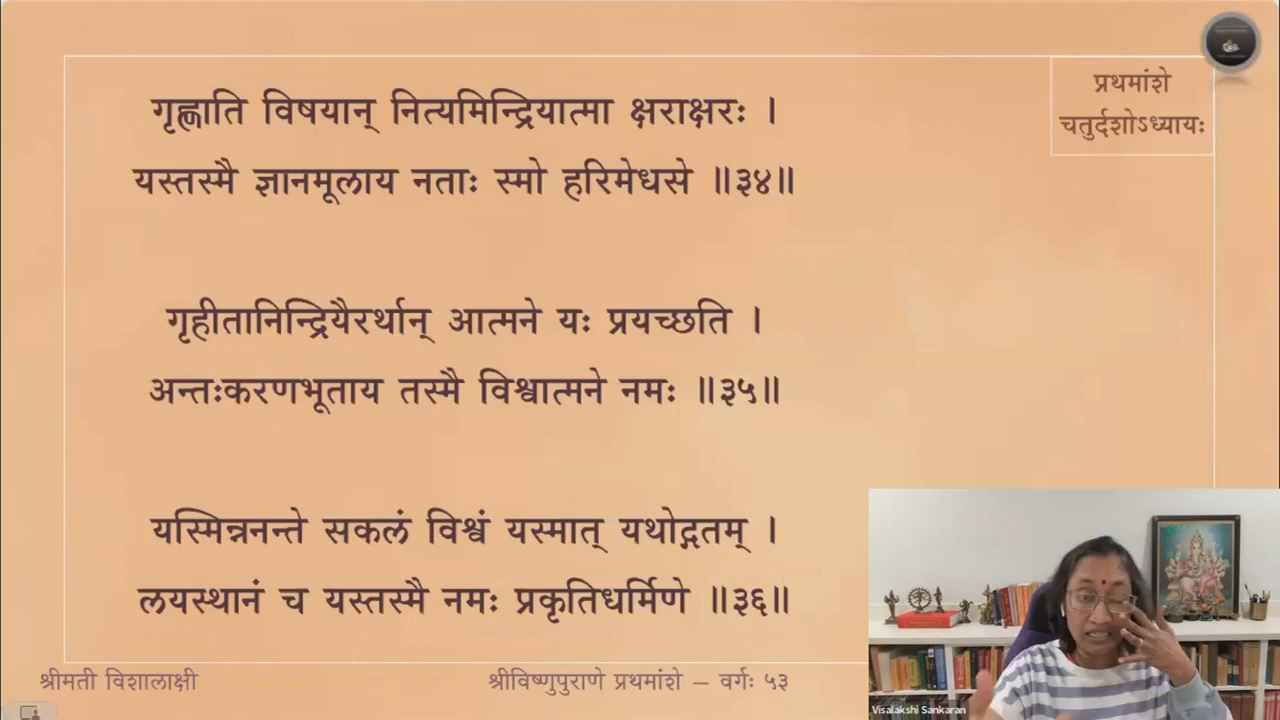 प्रथमांशे
चतुर्दशोऽध्यायः
गृह्णाति विषयान् नित्यमिन्द्रियात्मा क्षराक्षरः ।
यस्तस्मै ज्ञानमूलाय नताः स्मो हरिमेधसे ॥३४॥
गृहीतानिन्द्रियैरर्थान् आत्मने यः प्रयच्छति ।
अन्तःकरणभूताय तस्मै विश्वात्मने नमः ॥३५॥
यस्मिन्ननन्ते सकलं विश्वं यस्मात् यथोद्गतम् ।
लयस्थानं च यस्तस्मै नमः प्रकृतिधर्मिणे ॥३६॥
श्रीमती विशालाक्षी
श्रीविष्णुपुराणे प्रथमांशे – वर्गः ५३
Visalakshi Sankaran